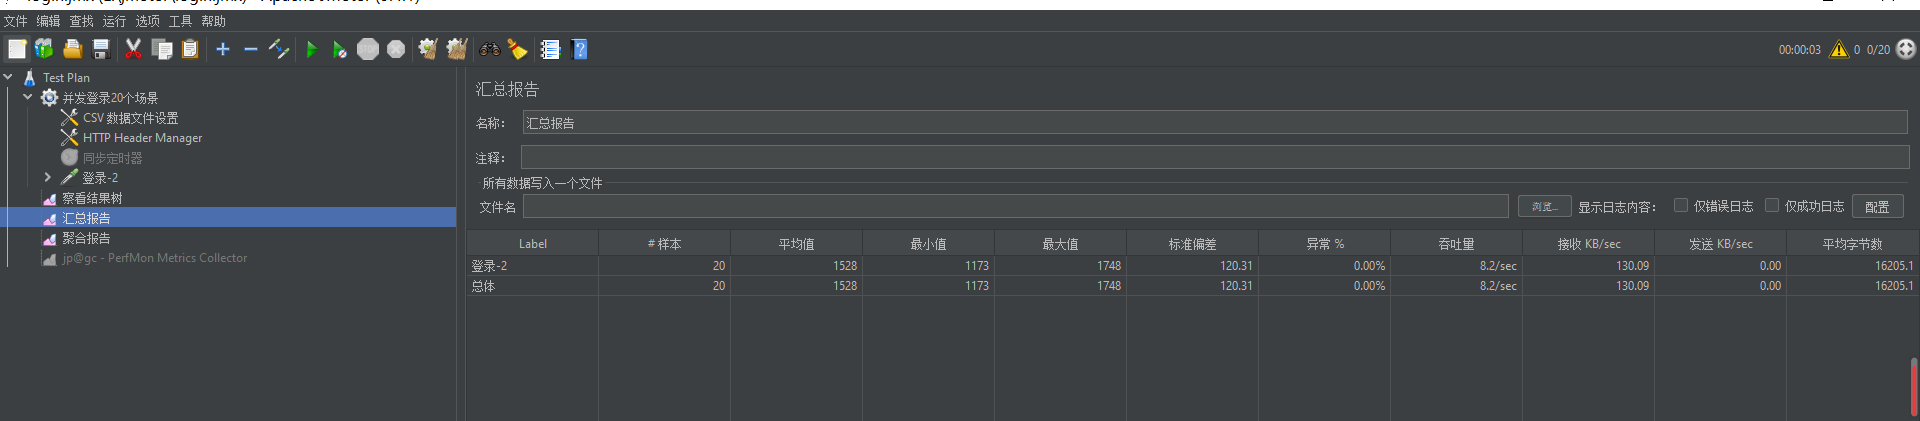 文件 编辑 查找 运行 选项 工具 帮助
00:00:03 0 0/20
Test Plan
并发登录20个场景
CSV 数据文件设置
HTTP Header Manager
同步定时器
登录-2
察看结果树
汇总报告
聚合报告
jp@gc - PerfMon Metrics Collector
汇总报告
名称： 汇总报告
注释：
所有数据写入一个文件
文件名 浏览... 显示日志内容： 仅错误日志 仅成功日志 配置
Label # 样本 平均值 最小值 最大值 标准偏差 异常 % 吞吐量 接收 KB/sec 发送 KB/sec 平均字节数
登录-2 20 1528 1173 1748 120.31 0.00% 8.2/sec 130.09 0.00 16205.1
总体 20 1528 1173 1748 120.31 0.00% 8.2/sec 130.09 0.00 16205.1